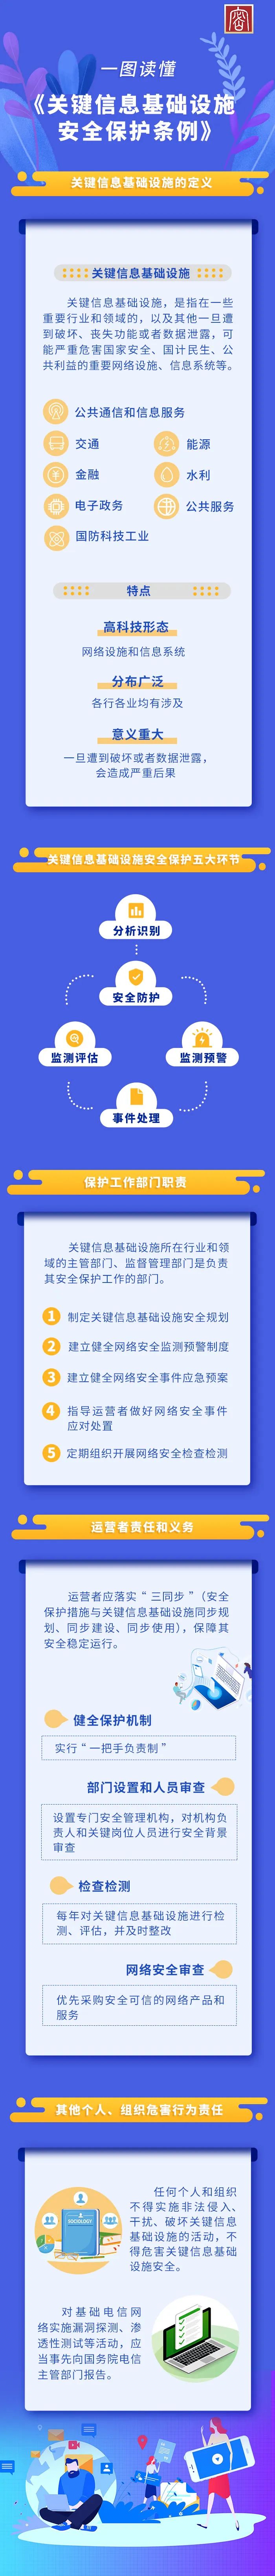 密
一图读懂
《关键信息基础设施
安全保护条例》
关键信息基础设施的定义
关键信息基础设施
关键信息基础设施，是指在一些
重要行业和领域的，以及其他一旦遭
到破坏、丧失功能或者数据泄露，可
能严重危害国家安全、国计民生、公
共利益的重要网络设施、信息系统等。
公共通信和信息服务
交通
能源
金融
水利
电子政务
公共服务
国防科技工业
特点
高科技形态
网络设施和信息系统
分布广泛
各行各业均有涉及
意义重大
一旦遭到破坏或者数据泄露，
会造成严重后果
关键信息基础设施安全保护五大环节
分析识别
安全防护
监测评估
监测预警
事件处理
保护工作部门职责
关键信息基础设施所在行业和领
域的主管部门、监督管理部门是负责
其安全保护工作的部门。
1 制定关键信息基础设施安全规划
2 建立健全网络安全监测预警制度
3 建立健全网络安全事件应急预案
4 指导运营者做好网络安全事件
应对处置
5 定期组织开展网络安全检查检测
运营者责任和义务
运营者应落实“三同步”（安全
保护措施与关键信息基础设施同步规
划、同步建设、同步使用），保障其
安全稳定运行。
健全保护机制
实行“一把手负责制”
部门设置和人员审查
设置专门安全管理机构，对机构负
责人和关键岗位人员进行安全背景
审查
检查检测
每年对关键信息基础设施进行检
测、评估，并及时整改
网络安全审查
优先采购安全可信的网络产品和
服务
其他个人、组织危害行为责任
任何个人和组织
不得实施非法侵入、
干扰、破坏关键信息
基础设施的活动，不
得危害关键信息基础
设施安全。
SOCIOLOGY
对基础电信网
络实施漏洞探测、渗
透性测试等活动，应
当事先向国务院电信
主管部门报告。